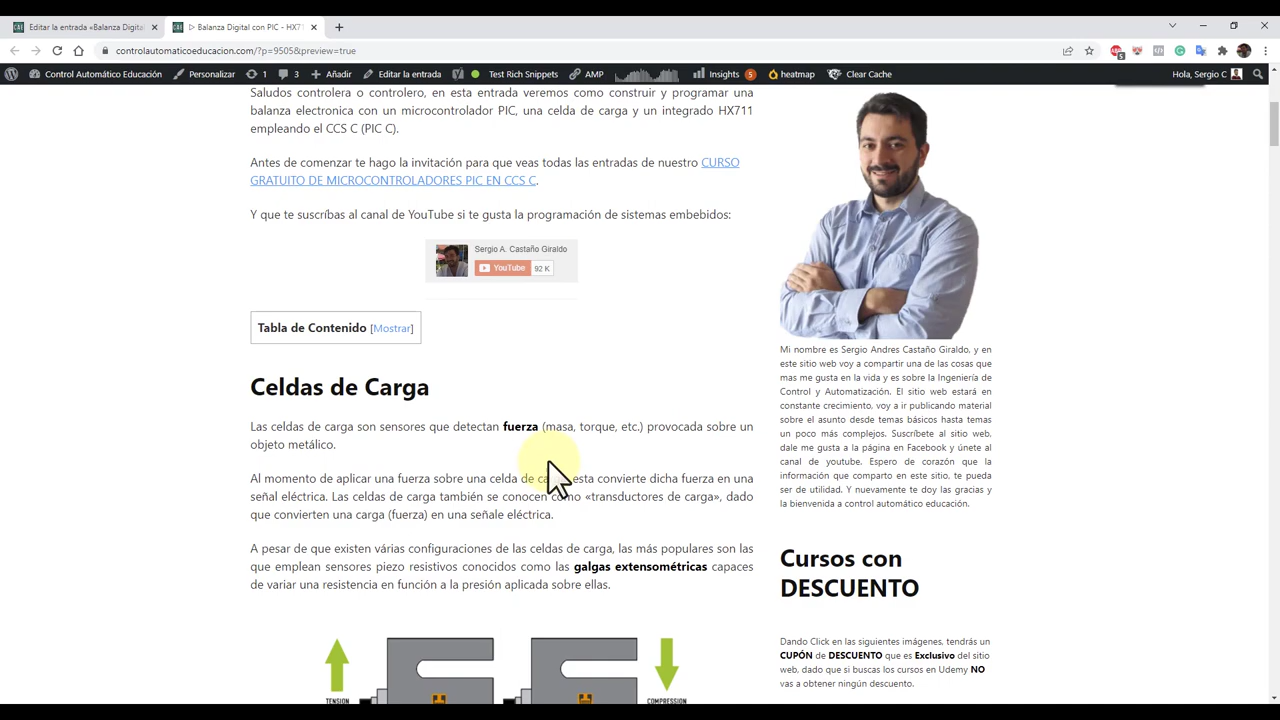 Editar la entrada «Balanza Digital
▷ Balanza Digital con PIC - HX71
controlautomaticoeducacion.com/?p=9505&preview=true
Control Automático Educación
Personalizar
1
3
Añadir
Editar la entrada
Test Rich Snippets
AMP
Insights 5
heatmap
Clear Cache
Hola, Sergio C
Saludos controlera o controlero, en esta entrada veremos como construir y programar una
balanza electronica con un microcontrolador PIC, una celda de carga y un integrado HX711
empleando el CCS C (PIC C).
Antes de comenzar te hago la invitación para que veas todas las entradas de nuestro CURSO
GRATUITO DE MICROCONTROLADORES PIC EN CCS C.
Y que te suscríbas al canal de YouTube si te gusta la programación de sistemas embebidos:
Sergio A. Castaño Giraldo
YouTube 92 K
Tabla de Contenido [Mostrar]
Celdas de Carga
Las celdas de carga son sensores que detectan fuerza (masa, torque, etc.) provocada sobre un
objeto metálico.
Al momento de aplicar una fuerza sobre una celda de esta convierte dicha fuerza en una
señal eléctrica. Las celdas de carga también se conocen como «transductores de carga», dado
que convierten una carga (fuerza) en una señale eléctrica.
A pesar de que existen várias configuraciones de las celdas de carga, las más populares son las
que emplean sensores piezo resistivos conocidos como las galgas extensométricas capaces
de variar una resistencia en función a la presión aplicada sobre ellas.
TENSION
COMPRESSION
Mi nombre es Sergio Andres Castaño Giraldo, y en
este sitio web voy a compartir una de las cosas que
mas me gusta en la vida y es sobre la Ingeniería de
Control y Automatización. El sitio web estará en
constante crecimiento, voy a ir publicando material
sobre el asunto desde temas básicos hasta temas
un poco más complejos. Suscríbete al sitio web,
dale me gusta a la página en Facebook y únete al
canal de youtube. Espero de corazón que la
información que comparto en este sitio, te pueda
ser de utilidad. Y nuevamente te doy las gracias y
la bienvenida a control automático educación.
Cursos con
DESCUENTO
Dando Click en las siguientes imágenes, tendrás un
CUPÓN de DESCUENTO que es Exclusivo del sitio
web, dado que si buscas los cursos en Udemy NO
vas a obtener ningún descuento.